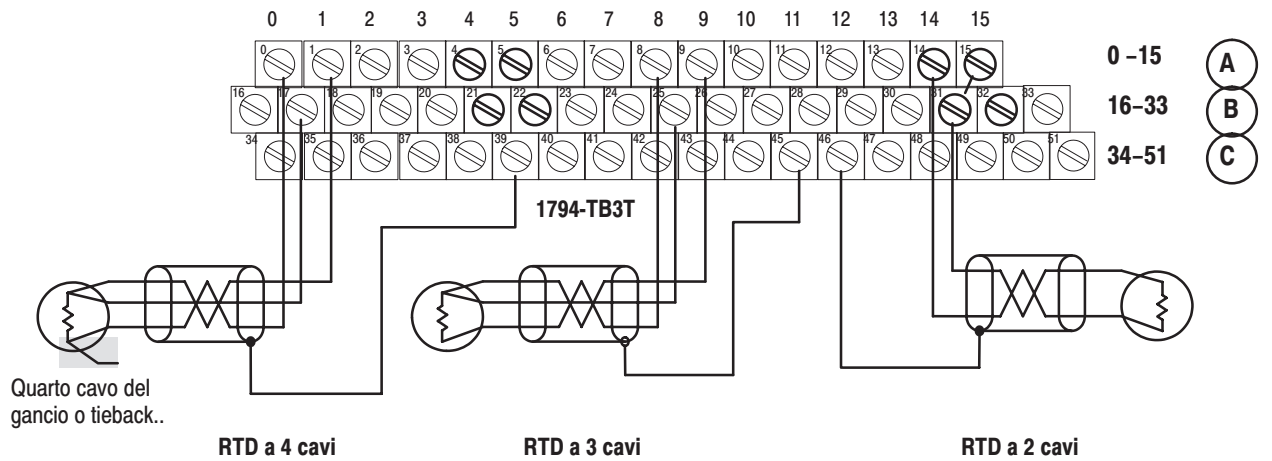 0 1 2 3 4 5 6 7 8 9 10 11 12 13 14 15
0 1 2 3 4 5 6 7 8 9 10 11 12 13 14 15 0 –15 A
16 17 18 19 20 21 22 23 24 25 26 27 28 29 30 31 32 33 16–33 B
34 35 36 37 38 39 40 41 42 43 44 45 46 47 48 49 50 51 34–51 C
1794-TB3T
Quarto cavo del
gancio o tieback..
RTD a 4 cavi RTD a 3 cavi RTD a 2 cavi